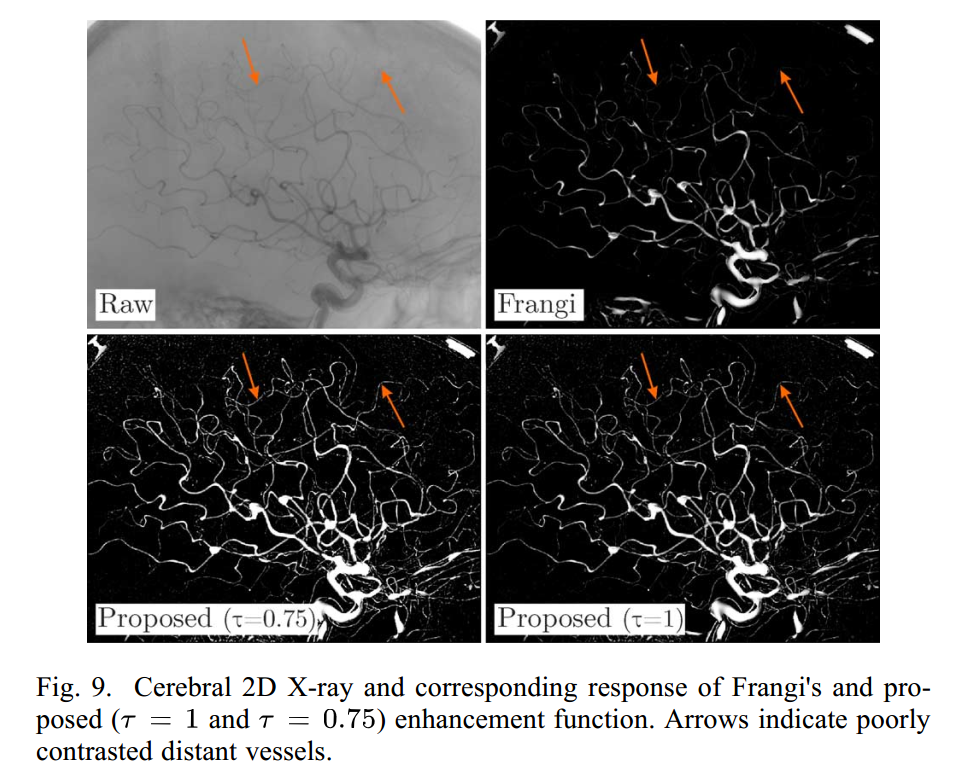 Raw
Frangi
Proposed (τ=0.75)
Proposed (τ=1)
Fig. 9. Cerebral 2D X-ray and corresponding response of Frangi's and pro-
posed (τ = 1 and τ = 0.75) enhancement function. Arrows indicate poorly
contrasted distant vessels.